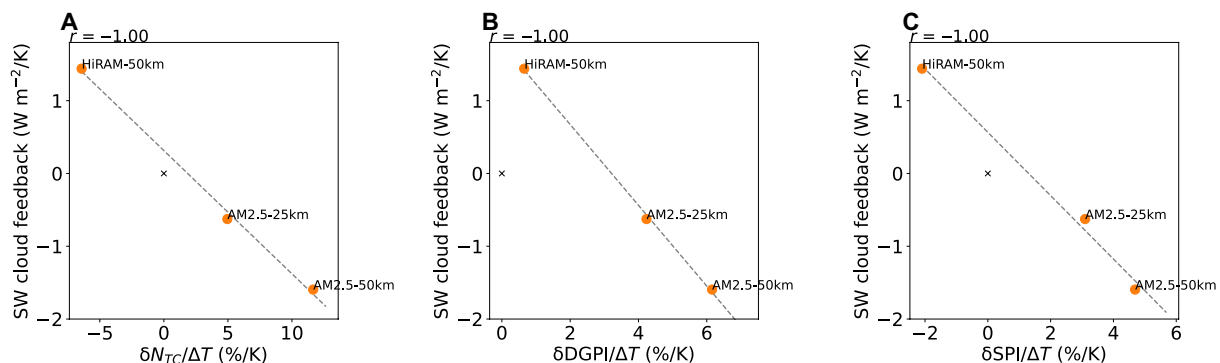 A
r = −1.00
HiRAM-50km
AM2.5-25km
AM2.5-50km
SW cloud feedback (W m⁻²/K)
1
0
−1
−2
−5
0
5
10
δN_TC/ΔT (%/K)
B
r = −1.00
HiRAM-50km
AM2.5-25km
AM2.5-50km
SW cloud feedback (W m⁻²/K)
1
0
−1
−2
0
2
4
6
δDGPI/ΔT (%/K)
C
r = −1.00
HiRAM-50km
AM2.5-25km
AM2.5-50km
SW cloud feedback (W m⁻²/K)
1
0
−1
−2
−2
0
2
4
6
δSPI/ΔT (%/K)